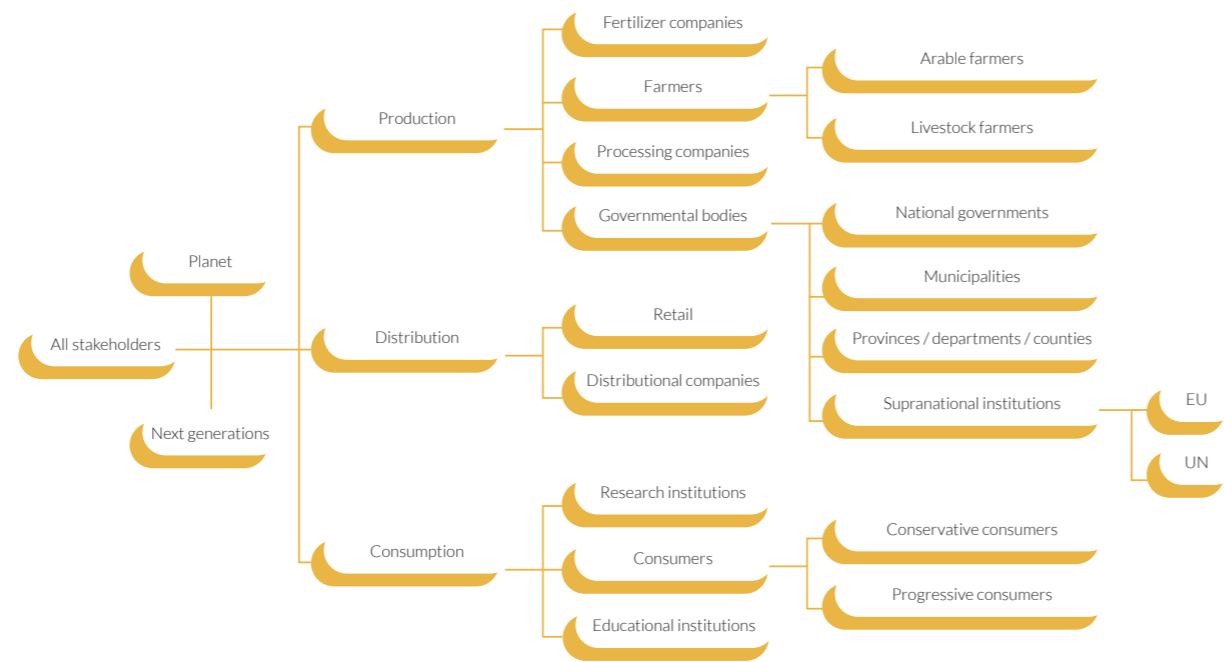 All stakeholders
Planet
Next generations
Production
Fertilizer companies
Farmers
Arable farmers
Livestock farmers
Processing companies
Governmental bodies
National governments
Municipalities
Provinces / departments / counties
Supranational institutions
EU
UN
Distribution
Retail
Distributional companies
Consumption
Research institutions
Consumers
Conservative consumers
Progressive consumers
Educational institutions